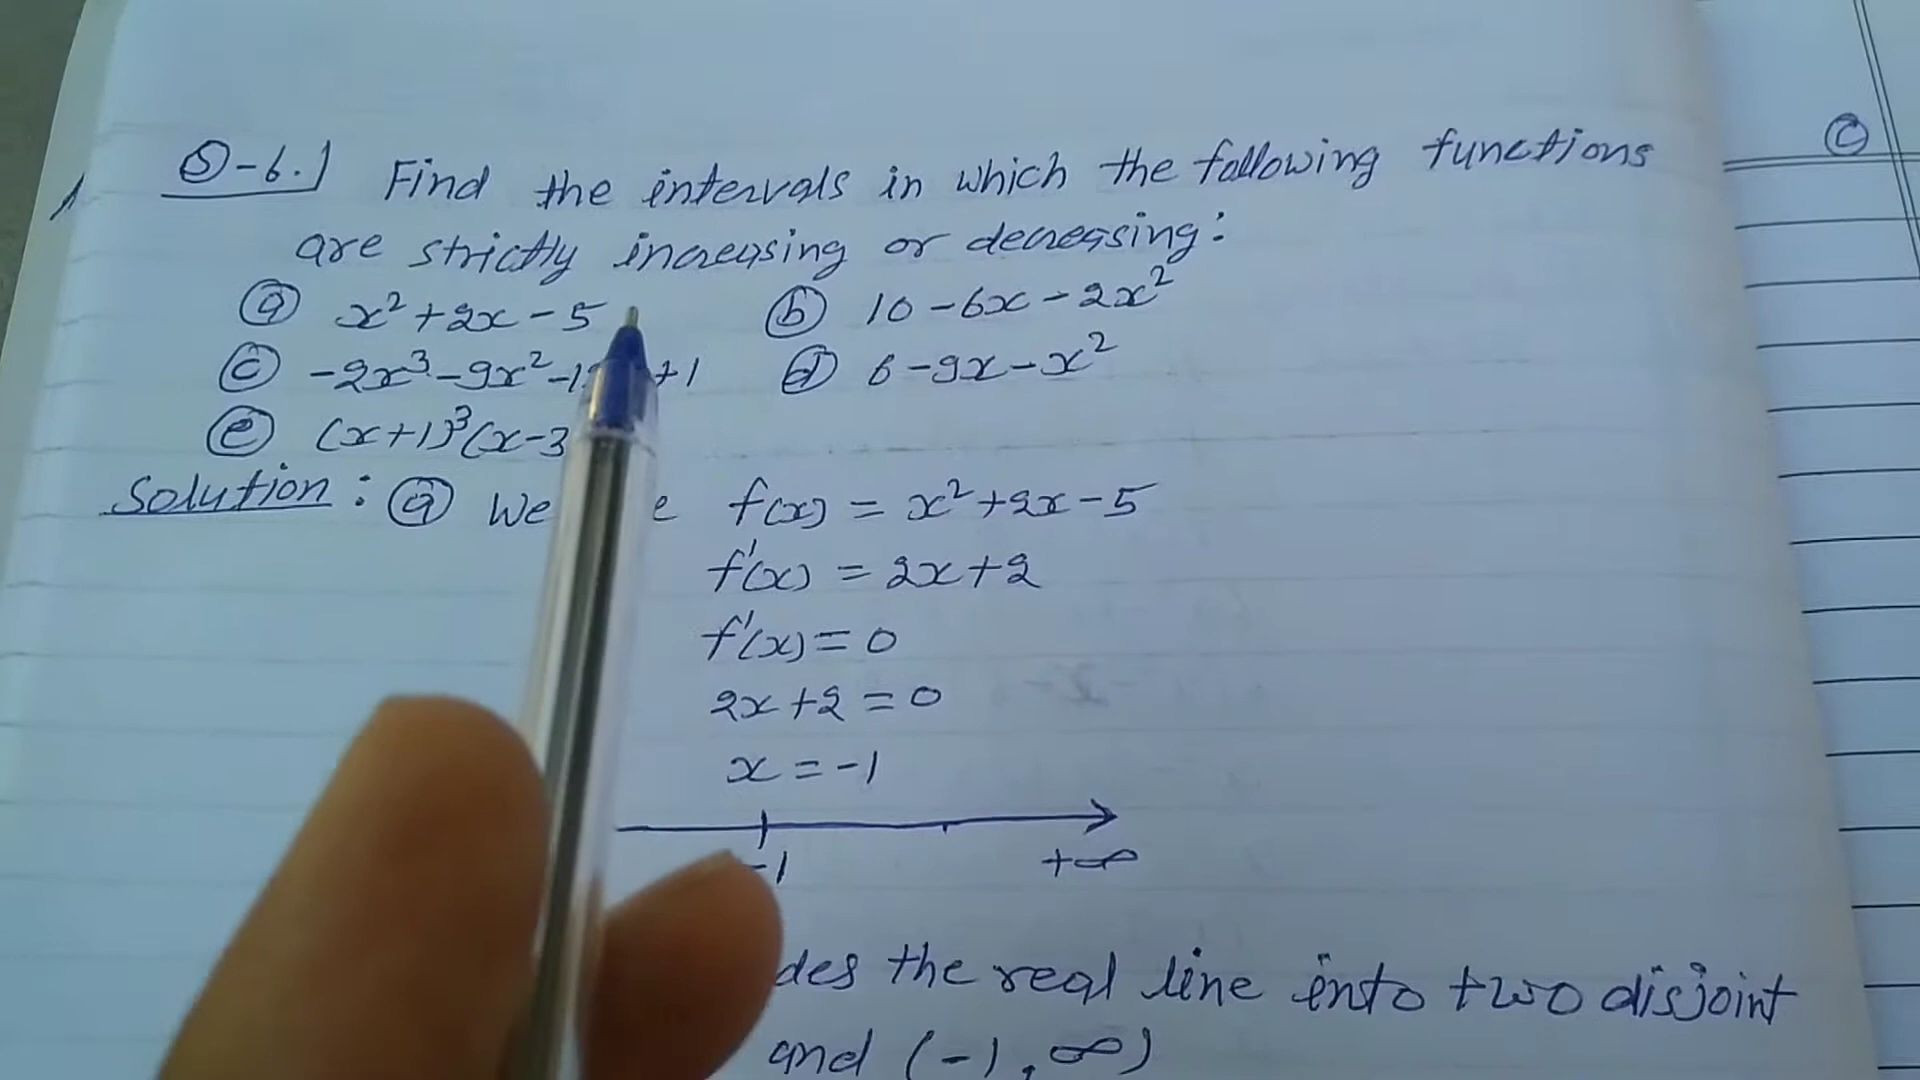 ⑤-6.) Find the intervals in which the following functions
are strictly increasing or decreasing:
ⓐ x²+2x-5 ⓑ 10-6x-2x²
ⓒ -2x³-9x²-1 +1 ⓓ 6-9x-x²
ⓔ (x+1)³(x-3
Solution: ⓐ We f(x) = x²+2x-5
f'(x) = 2x+2
f'(x) = 0
2x+2 = 0
x = -1
-1 +∞
the real line into two disjoint
and (-1, ∞)
ⓒ